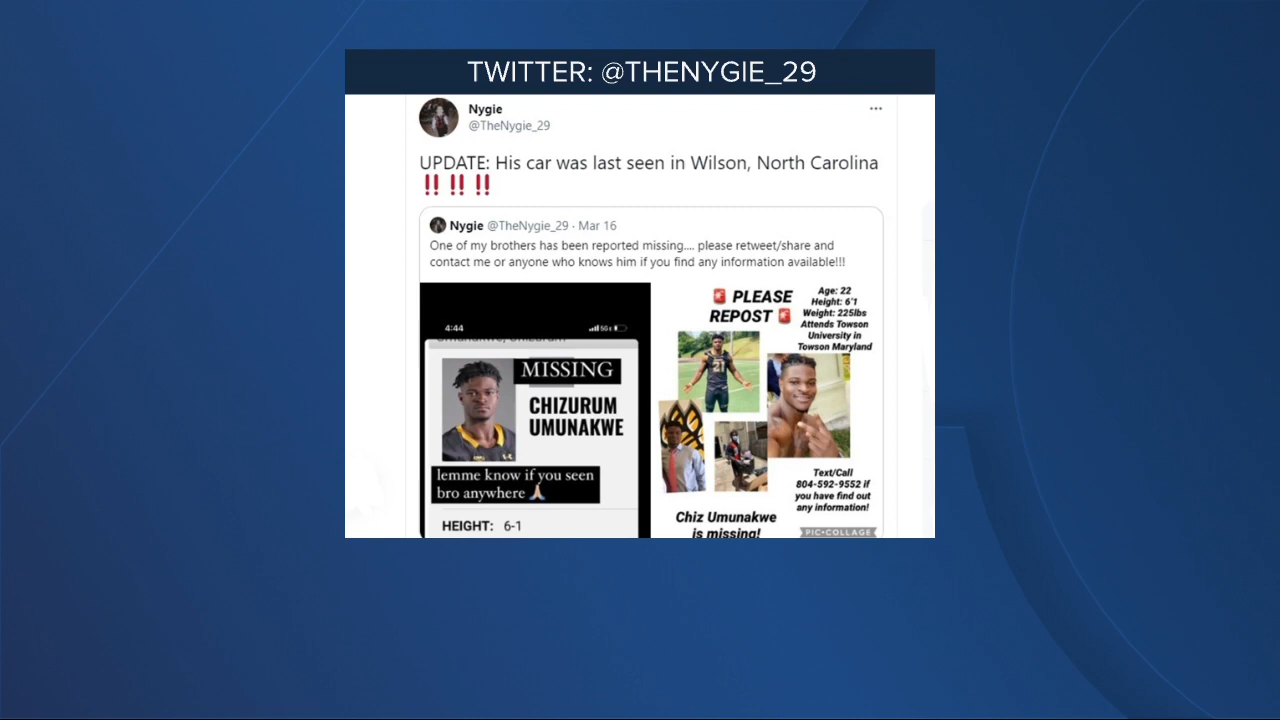 TWITTER: @THENYGIE_29
Nygie
@TheNygie_29
UPDATE: His car was last seen in Wilson, North Carolina
‼️ ‼️ ‼️
Nygie @TheNygie_29 · Mar 16
One of my brothers has been reported missing.... please retweet/share and
contact me or anyone who knows him if you find any information available!!!
4:44
5G
MISSING
CHIZURUM
UMUNAKWE
lemme know if you seen
bro anywhere 🙏🏽
HEIGHT: 6-1
🚨 PLEASE
REPOST 🚨
Age: 22
Height: 6'1
Weight: 225lbs
Attends Towson
University in
Towson Maryland
21
Text/Call
804-592-9552 if
you have find out
any information!
Chiz Umunakwe
is missing!
PIC•COLLAGE